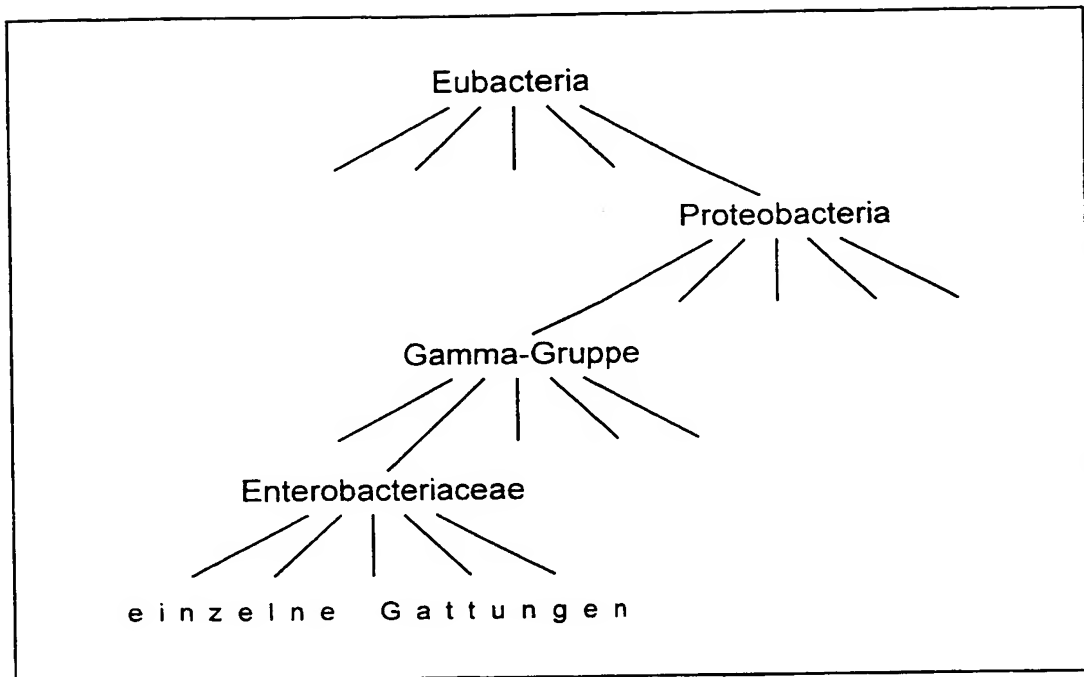 Eubacteria
Proteobacteria
Gamma-Gruppe
Enterobacteriaceae
einzelne Gattungen